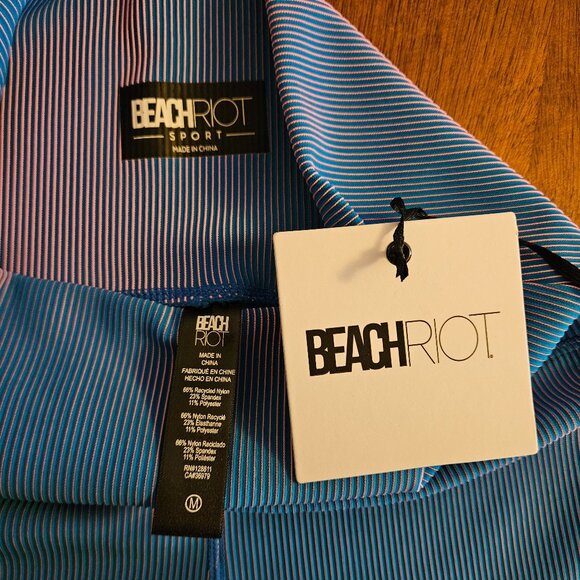 BEACHRIOT
SPORT
MADE IN CHINA
BEACH
RIOT
MADE IN
CHINA
FABRIQUÉ EN CHINE
HECHO EN CHINA
66% Recycled Nylon
23% Spandex
11% Polyester
66% Nylon Recyclé
23% Élasthanne
11% Polyester
66% Nylon Reciclado
23% Spandex
11% Poliéster
RN#128811
CA#36979
M
BEACHRIOT.